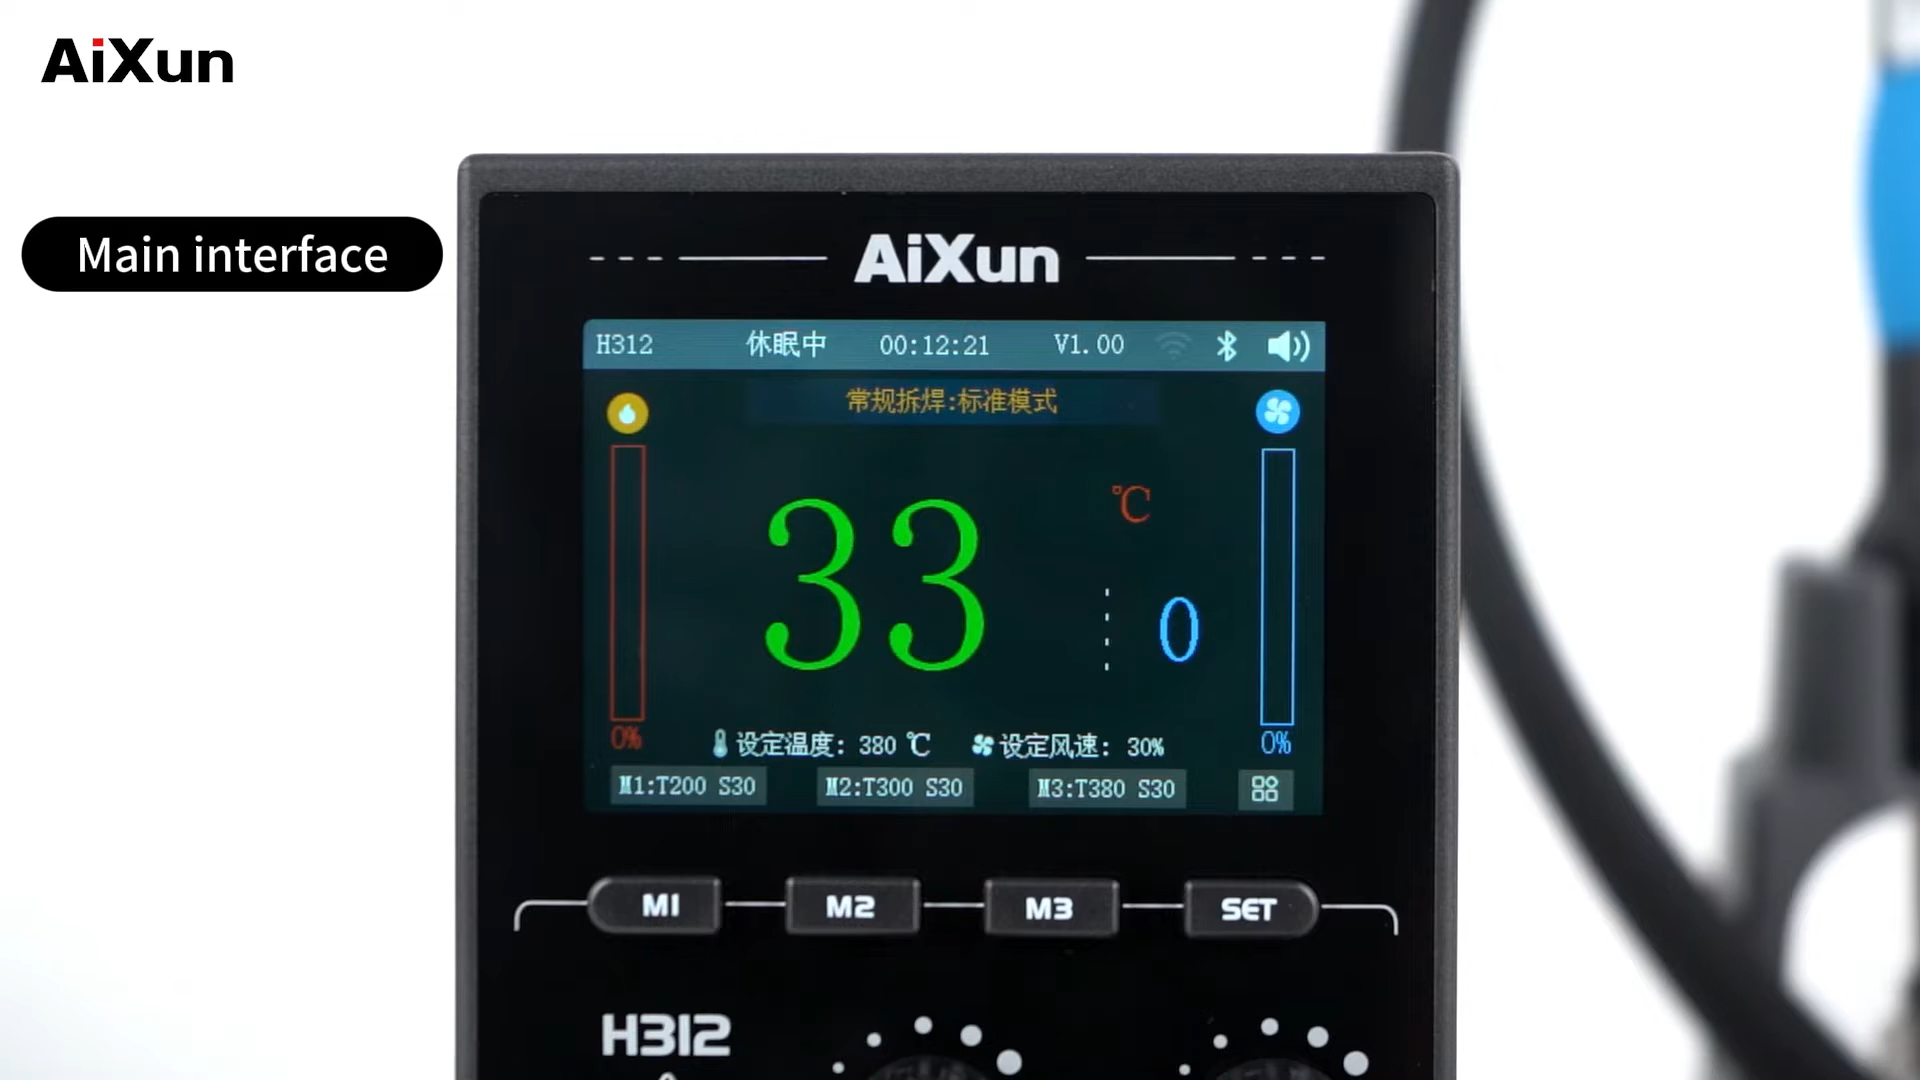 AiXun
Main interface
AiXun
H312 休眠中 00:12:21 V1.00
常规拆焊:标准模式
33 ℃
0
0% 设定温度: 380 ℃ 设定风速: 30% 0%
M1:T200 S30 M2:T300 S30 M3:T380 S30
M1 M2 M3 SET
H312